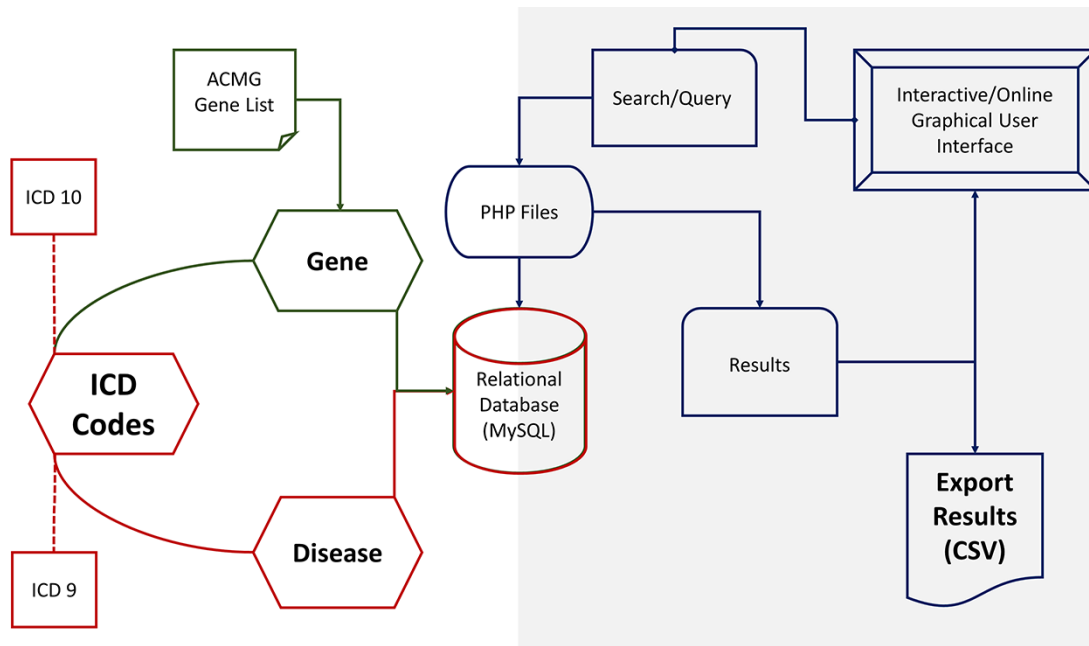 ACMG
Gene List
Search/Query
Interactive/Online
Graphical User
Interface
ICD 10
PHP Files
Gene
Results
ICD
Codes
Relational
Database
(MySQL)
Export
Results
(CSV)
Disease
ICD 9